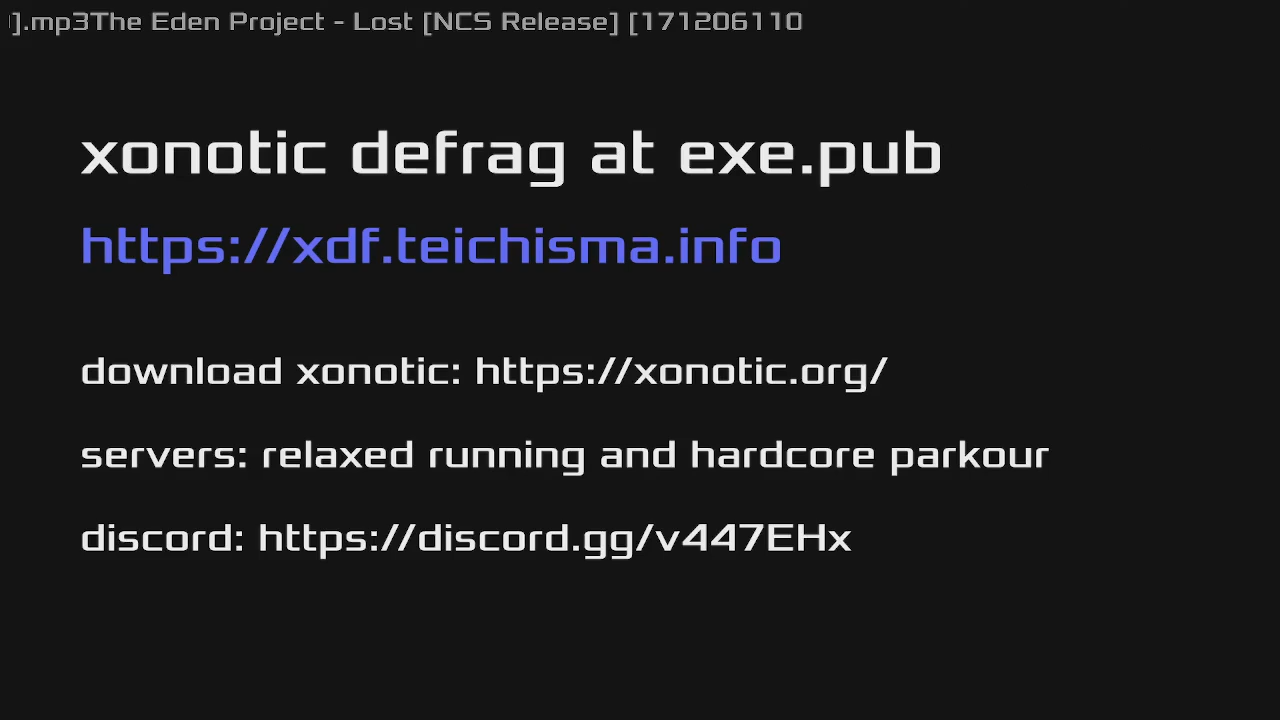 ].mp3The Eden Project - Lost [NCS Release] [171206110
xonotic defrag at exe.pub
https://xdf.teichisma.info
download xonotic: https://xonotic.org/
servers: relaxed running and hardcore parkour
discord: https://discord.gg/v447EHx